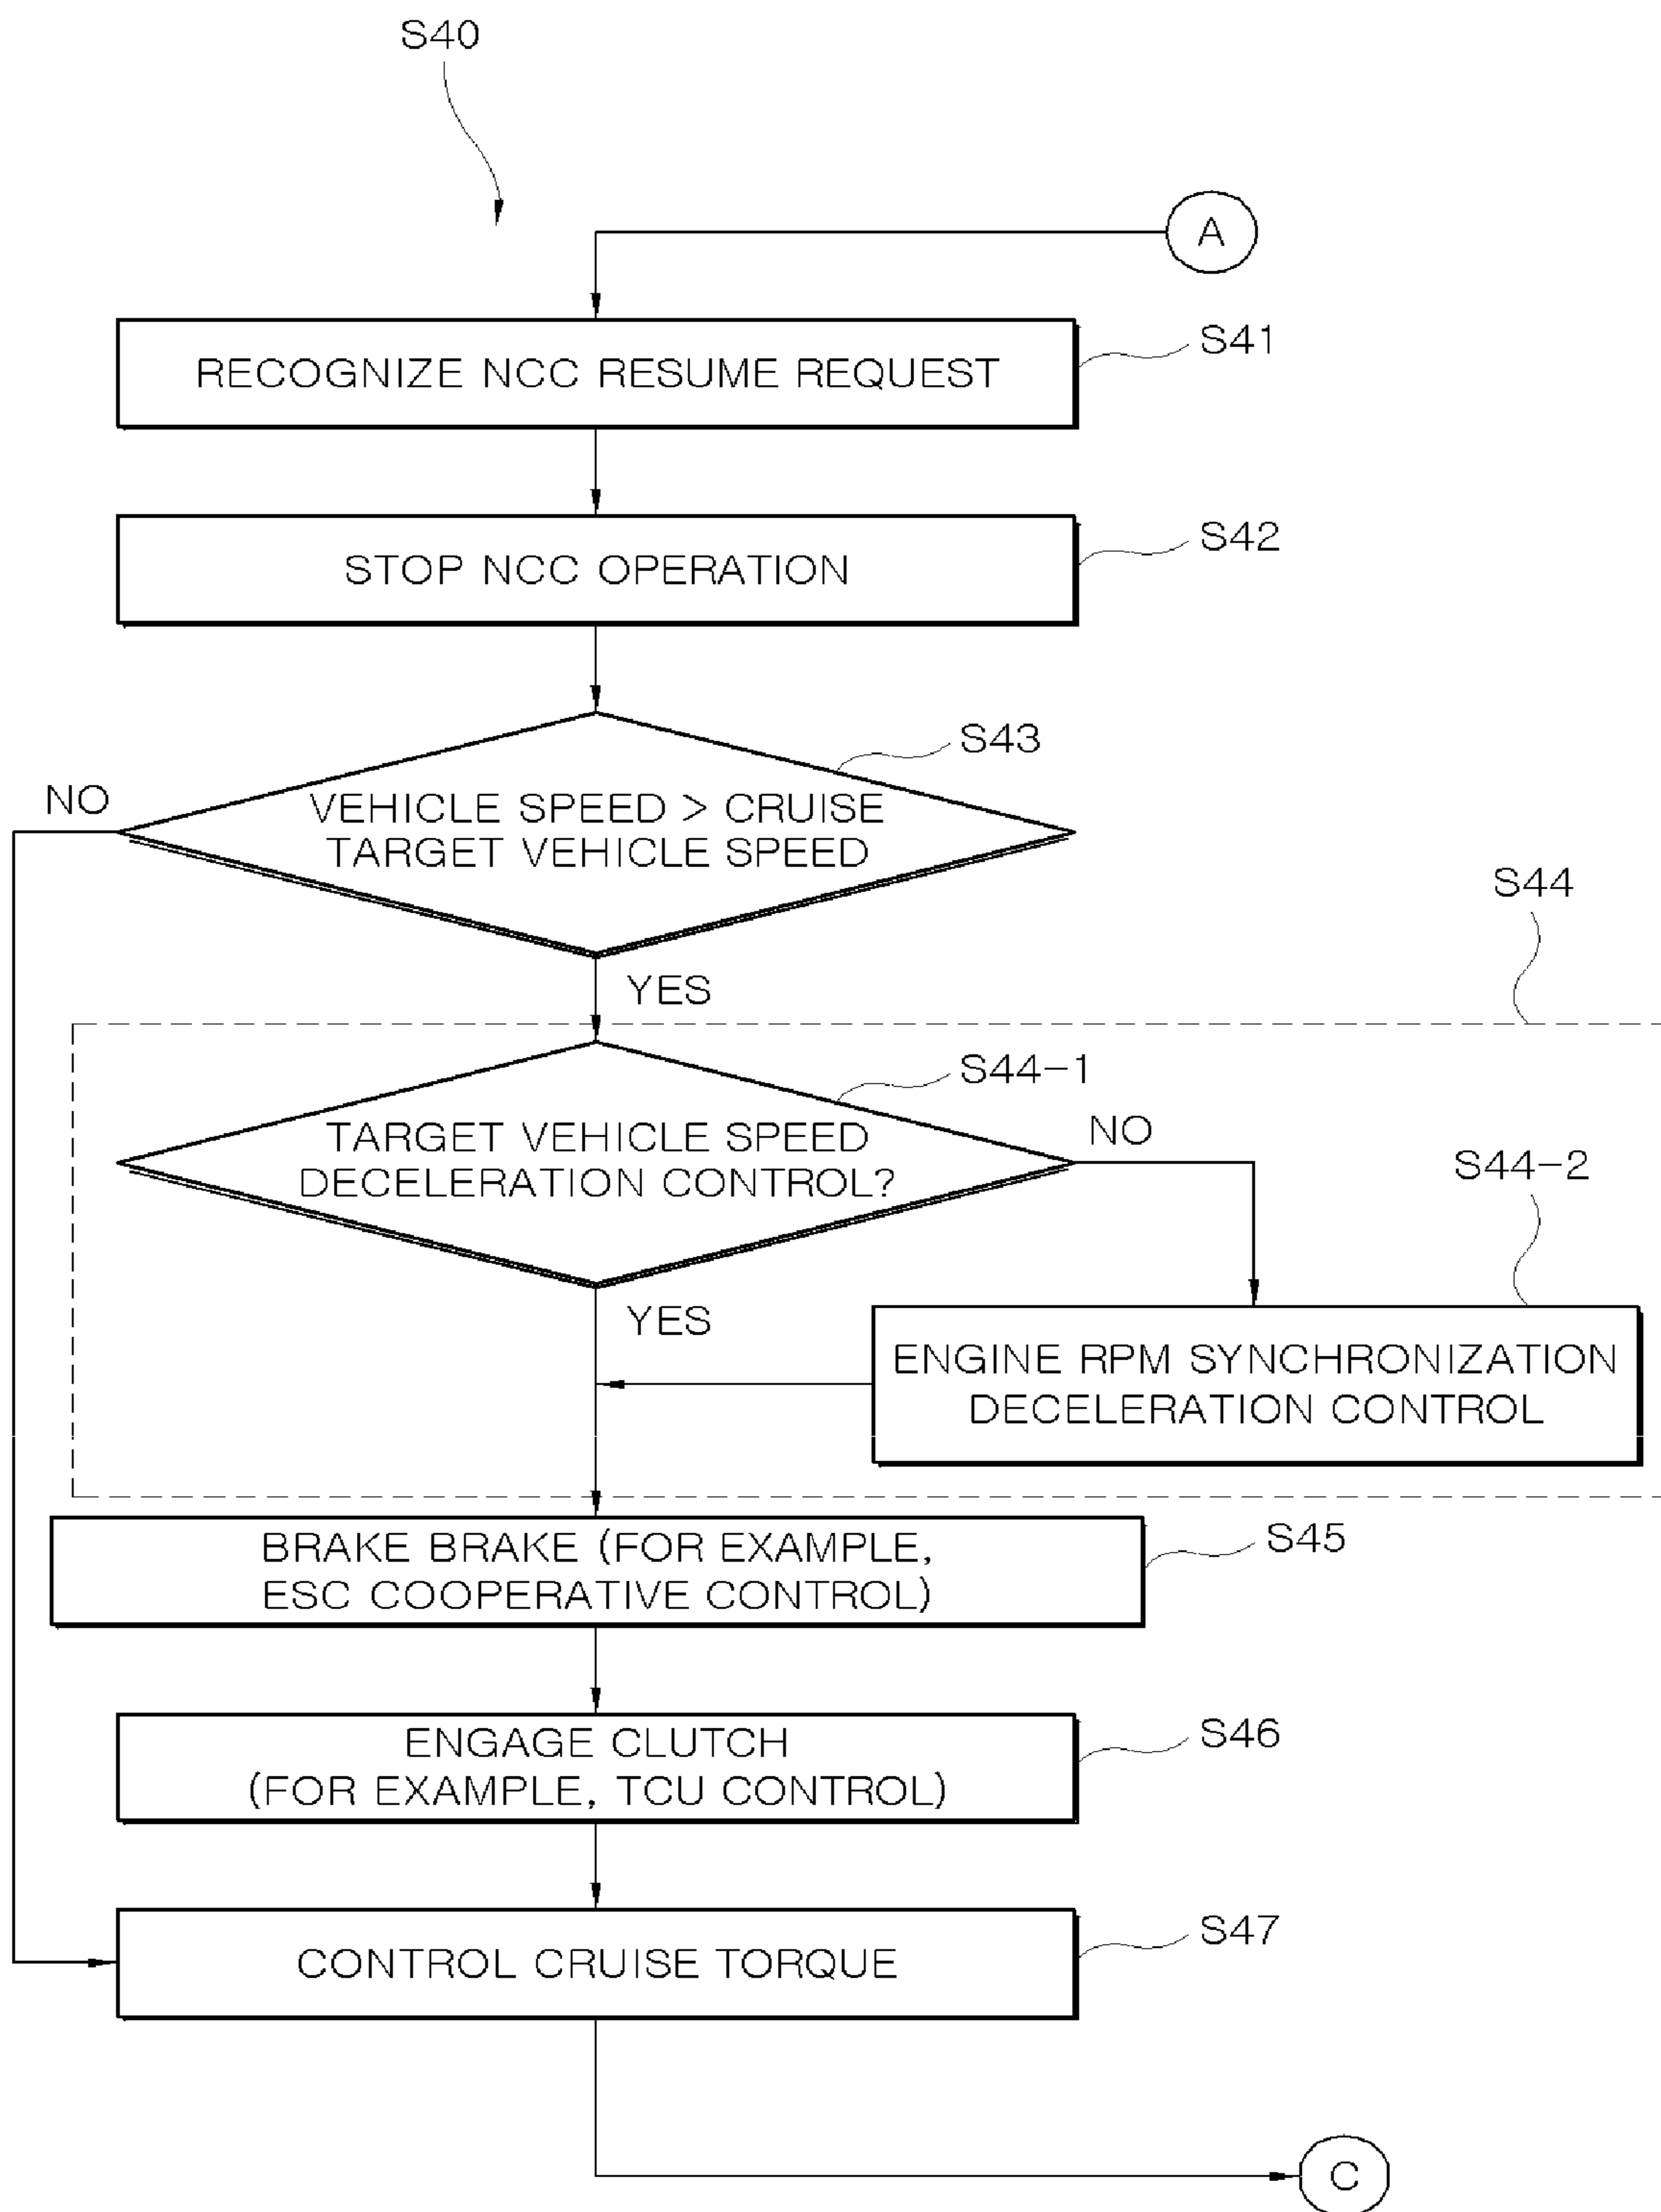 S40
A
RECOGNIZE NCC RESUME REQUEST
S41
STOP NCC OPERATION
S42
S43
NO
VEHICLE SPEED > CRUISE
TARGET VEHICLE SPEED
S44
YES
S44-1
TARGET VEHICLE SPEED
DECELERATION CONTROL?
NO
S44-2
YES
ENGINE RPM SYNCHRONIZATION
DECELERATION CONTROL
BRAKE BRAKE (FOR EXAMPLE,
ESC COOPERATIVE CONTROL)
S45
ENGAGE CLUTCH
(FOR EXAMPLE, TCU CONTROL)
S46
CONTROL CRUISE TORQUE
S47
C